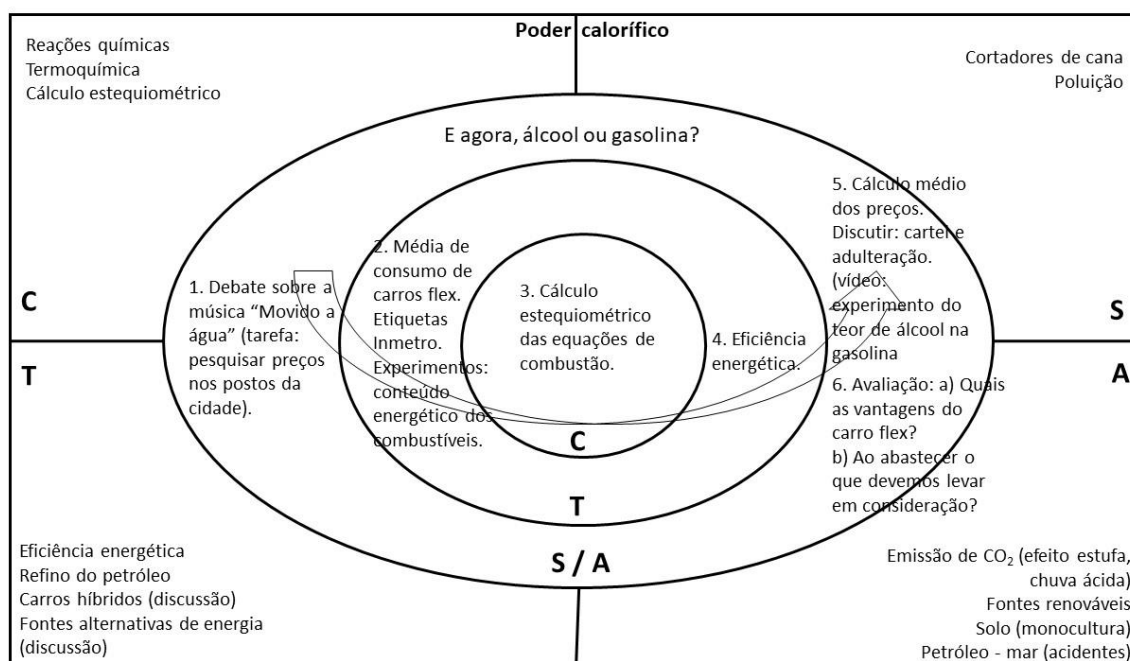 Poder calorífico
Reações químicas
Termoquímica
Cálculo estequiométrico
Cortadores de cana
Poluição
E agora, álcool ou gasolina?
1. Debate sobre a
música “Movido a
água” (tarefa:
pesquisar preços
nos postos da
cidade).
2. Média de
consumo de
carros flex.
Etiquetas
Inmetro.
Experimentos:
conteúdo
energético dos
combustíveis.
3. Cálculo
estequiométrico
das equações de
combustão.
4. Eficiência
energética.
5. Cálculo médio
dos preços.
Discutir: cartel e
adulteração.
(vídeo:
experimento do
teor de álcool na
gasolina
6. Avaliação: a) Quais
as vantagens do
carro flex?
b) Ao abastecer o
que devemos levar
em consideração?
C
T
S
A
C
T
S / A
Eficiência energética
Refino do petróleo
Carros híbridos (discussão)
Fontes alternativas de energia
(discussão)
Emissão de CO₂ (efeito estufa,
chuva ácida)
Fontes renováveis
Solo (monocultura)
Petróleo - mar (acidentes)